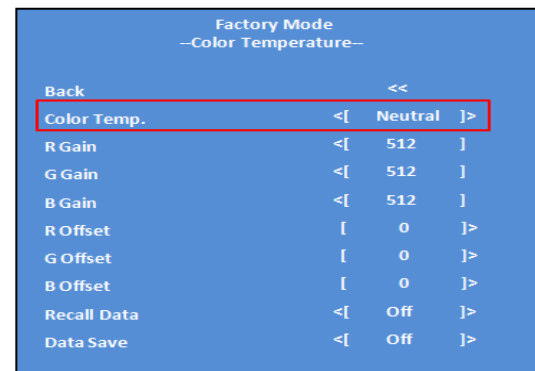 Factory Mode
--Color Temperature--
Back <<
Color Temp. <[ Neutral ]>
R Gain <[ 512 ]
G Gain <[ 512 ]
B Gain <[ 512 ]
R Offset [ 0 ]>
G Offset [ 0 ]>
B Offset [ 0 ]>
Recall Data <[ Off ]>
Data Save <[ Off ]>